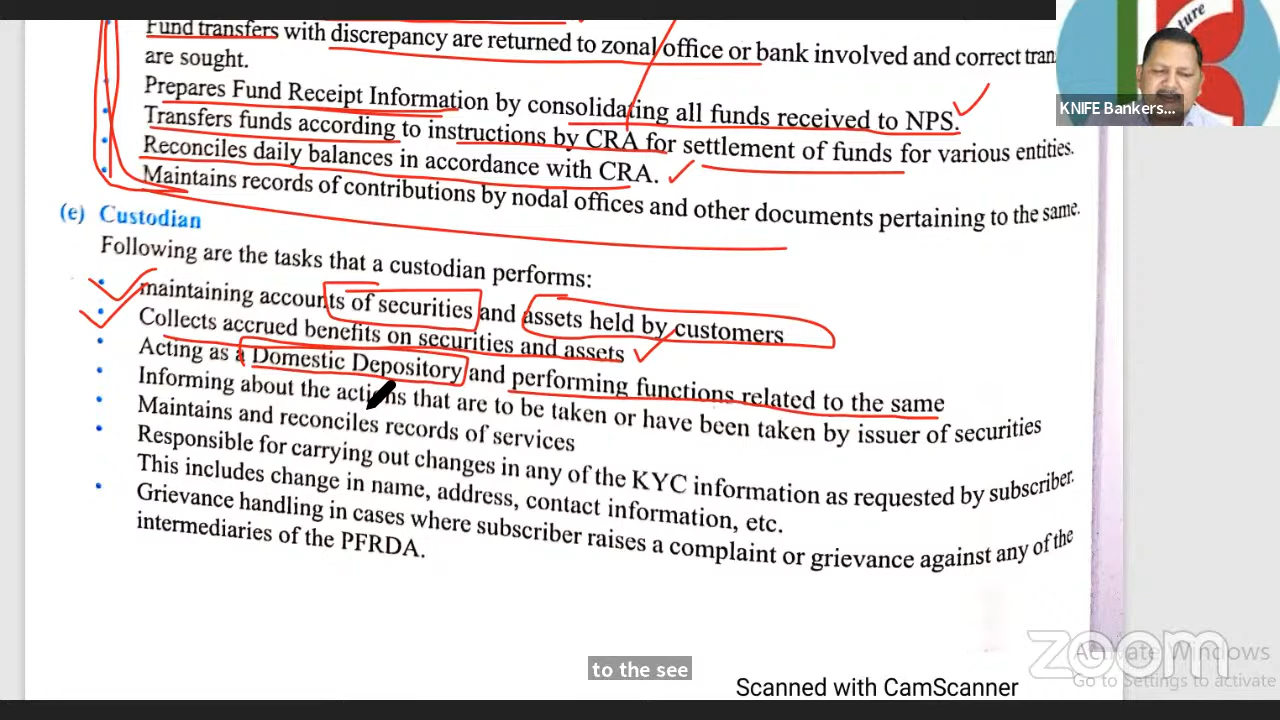 Fund transfers with discrepancy are returned to zonal office or bank involved and correct tran
are sought.
Prepares Fund Receipt Information by consolidating all funds received to NPS.
Transfers funds according to instructions by CRA for settlement of funds for various entities.
Reconciles daily balances in accordance with CRA.
Maintains records of contributions by nodal offices and other documents pertaining to the same.
(e) Custodian
Following are the tasks that a custodian performs:
maintaining accounts of securities and assets held by customers
Collects accrued benefits on securities and assets
Acting as a Domestic Depository and performing functions related to the same
Informing about the actions that are to be taken or have been taken by issuer of securities
Maintains and reconciles records of services
Responsible for carrying out changes in any of the KYC information as requested by subscriber.
This includes change in name, address, contact information, etc.
Grievance handling in cases where subscriber raises a complaint or grievance against any of the
intermediaries of the PFRDA.
ture
KNIFE Bankers...
to the see
zoom
Activate Windows
Go to Settings to activate
Scanned with CamScanner